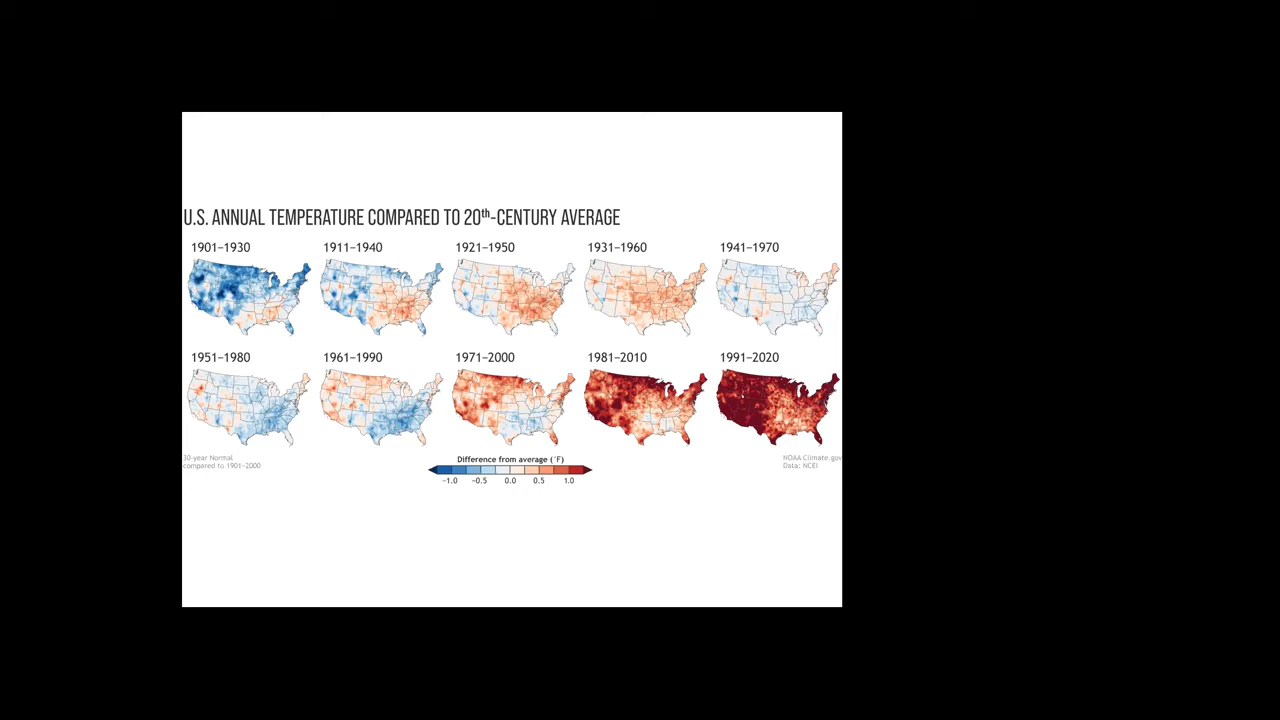 U.S. ANNUAL TEMPERATURE COMPARED TO 20th-CENTURY AVERAGE
1901–1930 1911–1940 1921–1950 1931–1960 1941–1970
1951–1980 1961–1990 1971–2000 1981–2010 1991–2020
30-year Normal
compared to 1901–2000
Difference from average (°F)
−1.0 −0.5 0.0 0.5 1.0
NOAA Climate.gov
Data: NCEI